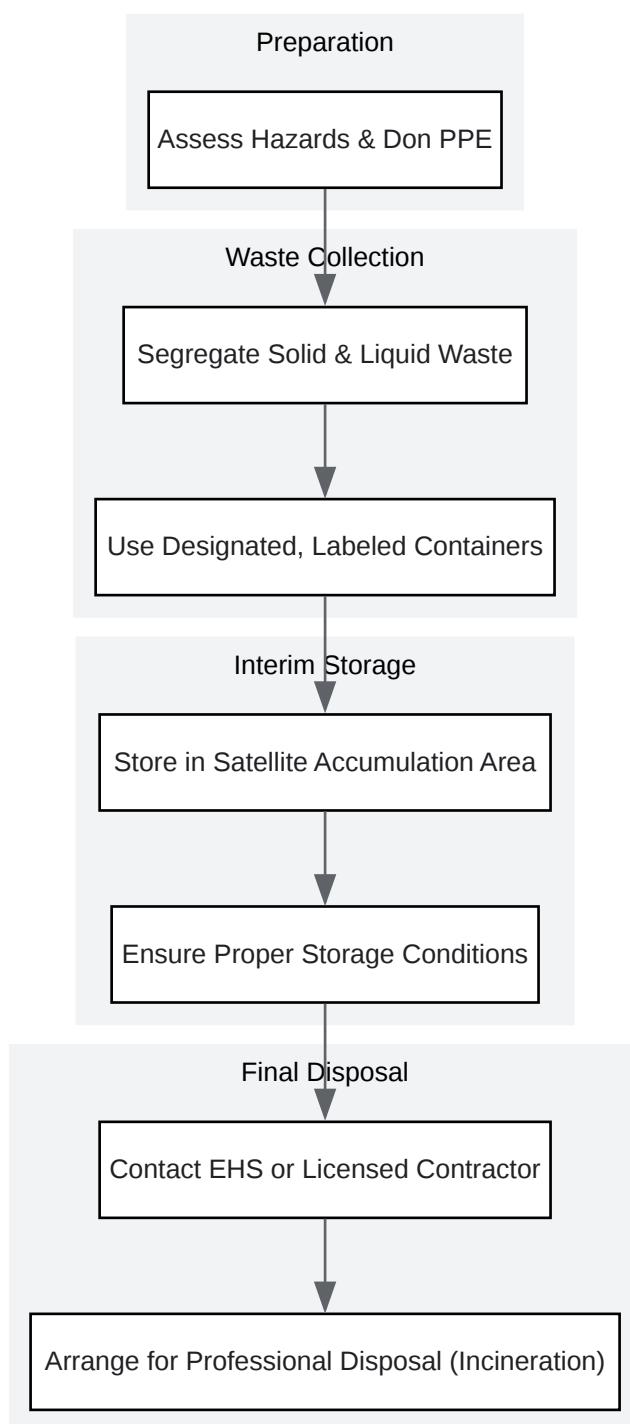 Preparation
Assess Hazards & Don PPE
Waste Collection
Segregate Solid & Liquid Waste
Use Designated, Labeled Containers
Interim Storage
Store in Satellite Accumulation Area
Ensure Proper Storage Conditions
Final Disposal
Contact EHS or Licensed Contractor
Arrange for Professional Disposal (Incineration)